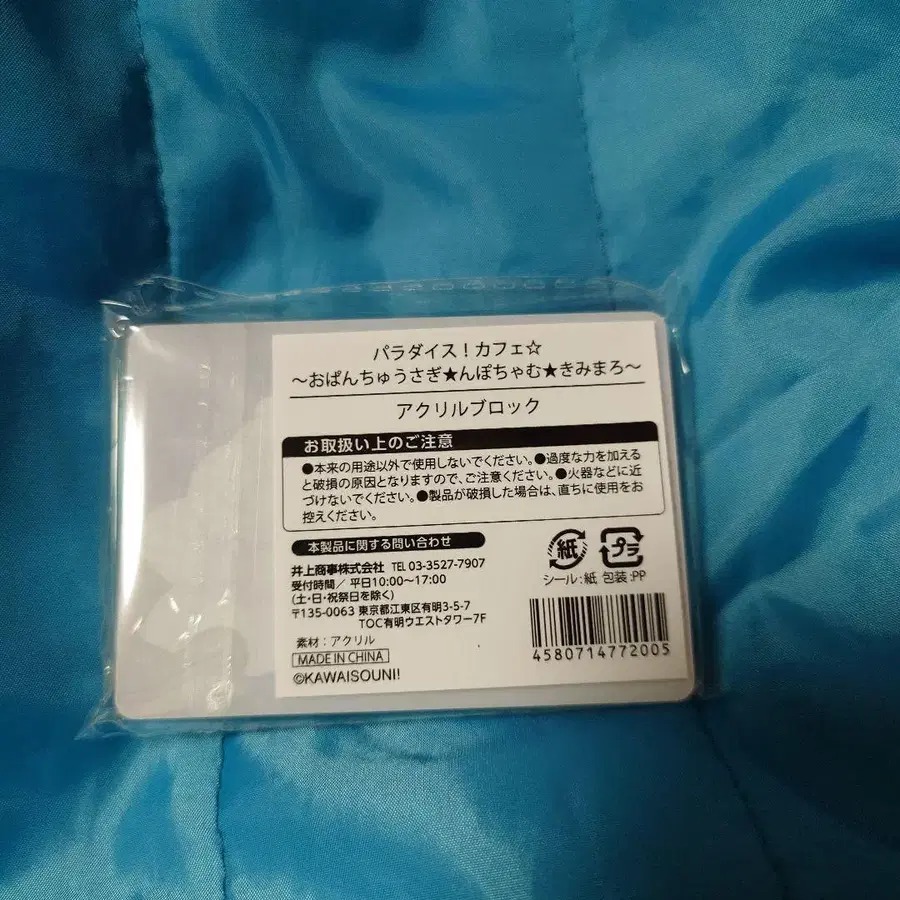 パラダイス！カフェ☆
～おぱんちゅうさぎ★んぽちゃむ★きみまろ～
アクリルブロック
お取扱い上のご注意
●本来の用途以外で使用しないでください。●過度な力を加える
と破損の原因となりますので、ご注意ください。●火器などに近
づけないでください。●製品が破損した場合は、直ちに使用をお
控えください。
本製品に関する問い合わせ
井上商事株式会社 TEL 03-3527-7907
受付時間／ 平日10:00～17:00
(土・日・祝祭日を除く)
〒135-0063 東京都江東区有明3-5-7
TOC有明ウエストタワー7F
素材：アクリル
MADE IN CHINA
©KAWAISOUNI!
紙 プラ
シール：紙 包装：PP
4580714772005